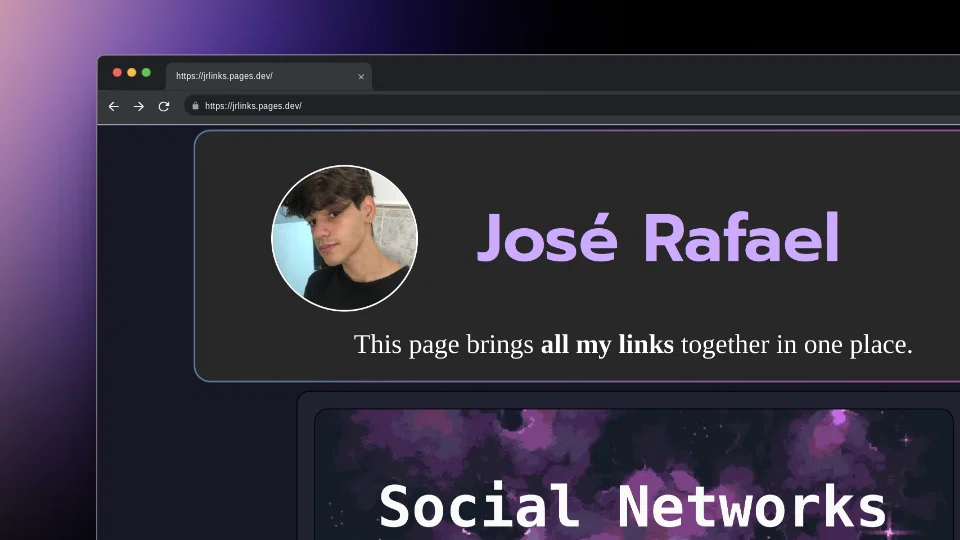 https://jrlinks.pages.dev/
https://jrlinks.pages.dev/
José Rafael
This page brings all my links together in one place.
Social Networks